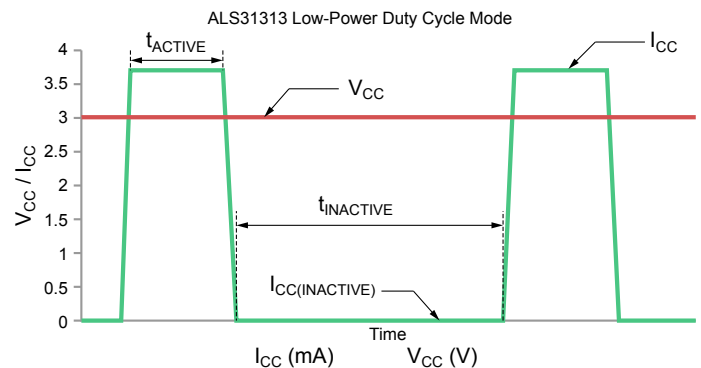 ALS31313 Low-Power Duty Cycle Mode
tACTIVE
ICC
VCC
tINACTIVE
ICC(INACTIVE)
VCC / ICC
4
3.5
3
2.5
2
1.5
1
0.5
0
Time
ICC (mA) VCC (V)